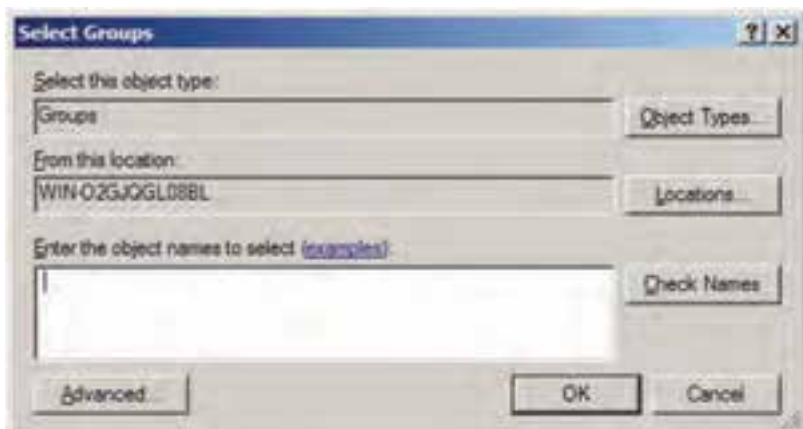 Select Groups
Select this object type:
Groups
Object Types...
From this location:
WIN-O2GJQGL08BL
Locations...
Enter the object names to select (examples):
Check Names
Advanced...
OK
Cancel